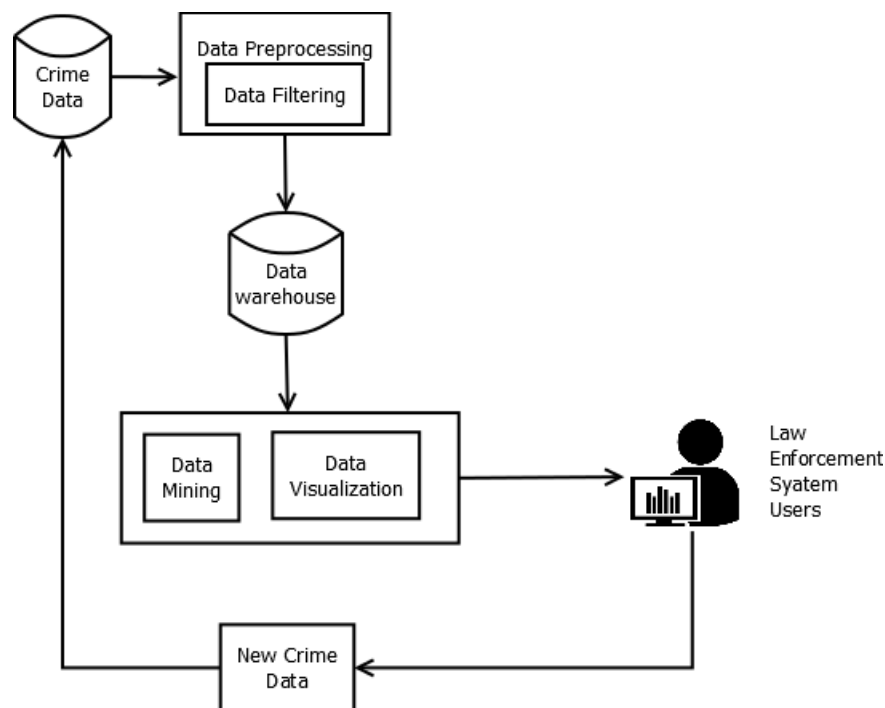 Crime
Data
Data Preprocessing
Data Filtering
Data
warehouse
Data
Mining
Data
Visualization
Law
Enforcement
Syatem
Users
New Crime
Data